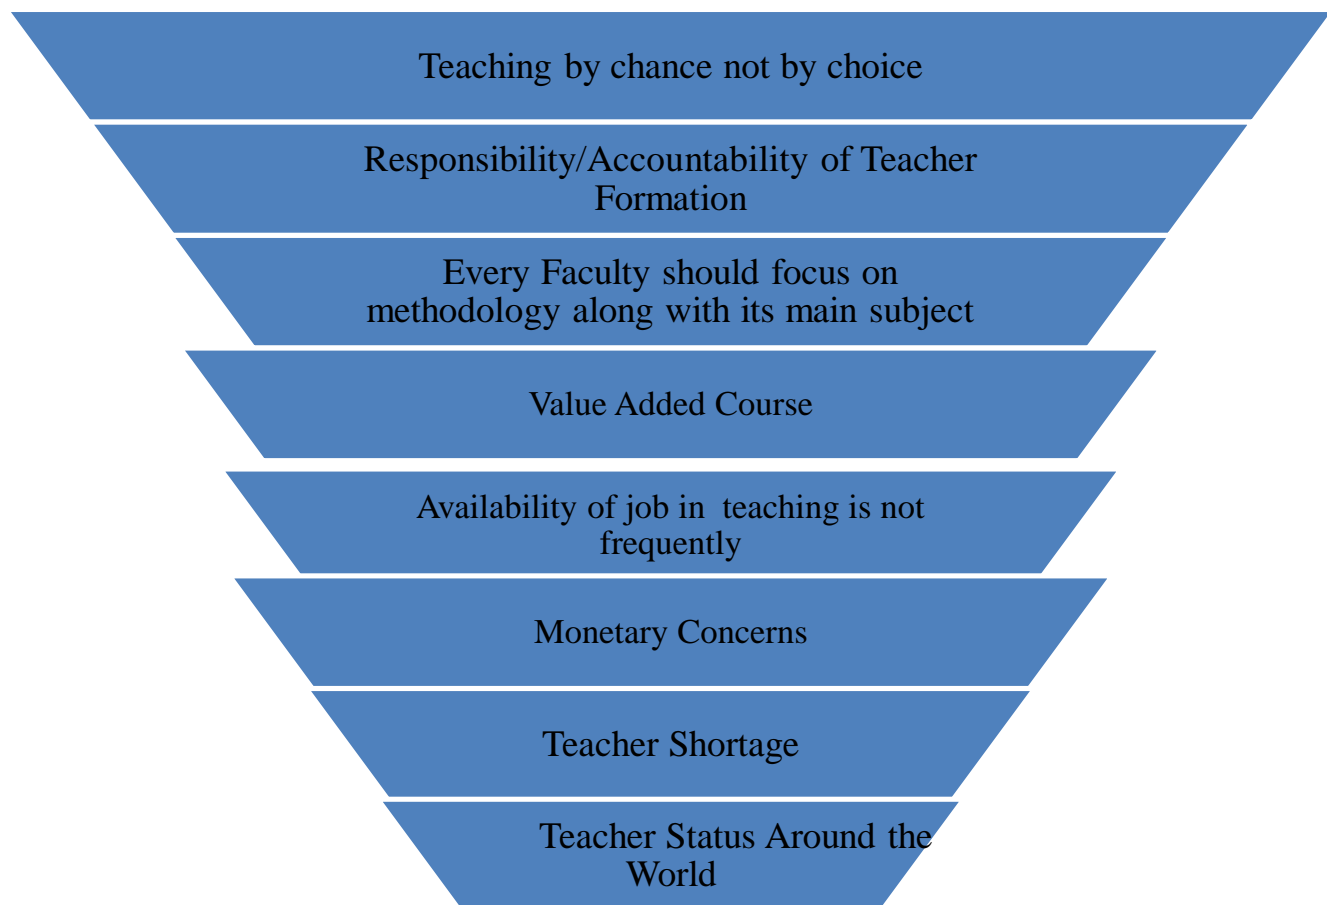 Teaching by chance not by choice
Responsibility/Accountability of Teacher
Formation
Every Faculty should focus on
methodology along with its main subject
Value Added Course
Availability of job in  teaching is not
frequently
Monetary Concerns
Teacher Shortage
Teacher Status Around the
World